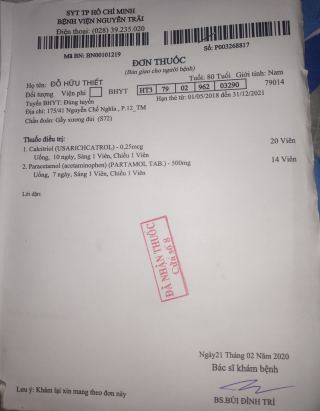 SYT TP HỒ CHÍ MINH
BỆNH VIỆN NGUYỄN TRÃI
Điện thoại: (028) 39.235.020
Mã BN: BN00101219
Số: P003268817
ĐƠN THUỐC
(Bản giao cho người bệnh)
Họ tên: ĐỖ HỮU THIẾT Tuổi: 80 Tuổi Giới tính: Nam
Đối tượng Viện phí BHYT HT3 79 02 962 03290 79014
Tuyến BHYT: Đúng tuyến Hạn thẻ từ: 01/05/2018 đến 31/12/2021
Địa chỉ: 175/41 Nguyễn Chế Nghĩa , P.12_TM
Chẩn đoán: Gãy xương đùi (S72)
Thuốc điều trị:
1. Calcitriol (USARICHCATROL) - 0,25mcg 20 Viên
Uống, 10 ngày, Sáng 1 Viên, Chiều 1 Viên
2. Paracetamol (acetaminophen) (PARTAMOL TAB.) - 500mg 14 Viên
Uống, 7 ngày, Sáng 1 Viên, Chiều 1 Viên
Lời dặn:
ĐÃ NHẬN THUỐC
Cửa số 8
Ngày21 Tháng 02 Năm 2020
Bác sĩ khám bệnh
Lưu ý: Khám lại xin mang theo đơn này
BS.BÙI ĐÌNH TRÍ